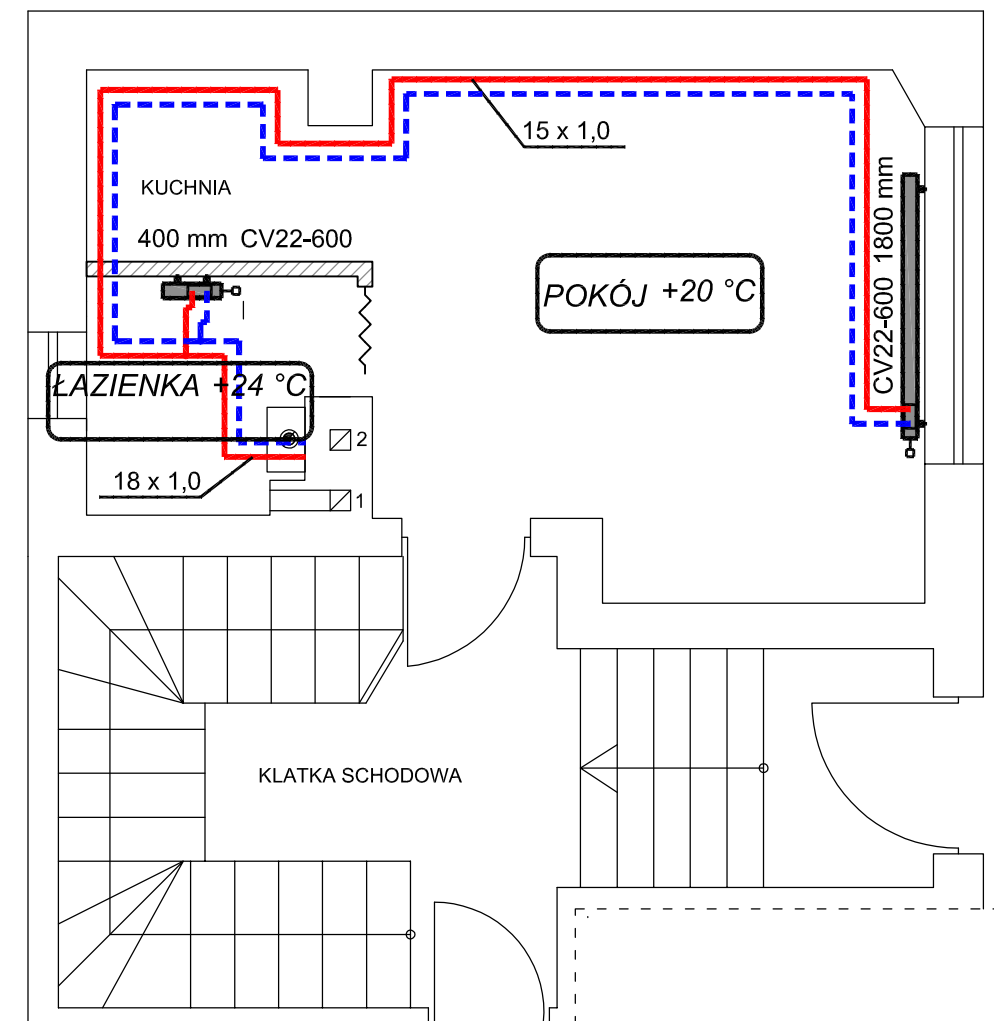 15 x 1,0
KUCHNIA
400 mm CV22-600
CV22-600 1800 mm
POKÓJ +20 °C
ŁAZIENKA +24 °C
2
18 x 1,0
1
KLATKA SCHODOWA